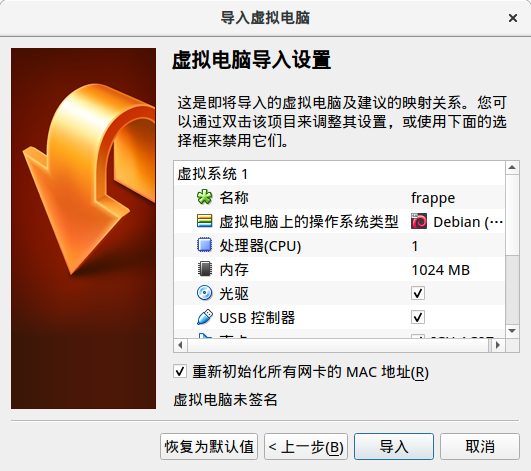 导入虚拟电脑
虚拟电脑导入设置
这是即将导入的虚拟电脑及建议的映射关系。您可
以通过双击该项目来调整其设置，或使用下面的选
择框来禁用它们。
虚拟系统 1
名称 frappe
虚拟电脑上的操作系统类型 Debian (···
处理器(CPU) 1
内存 1024 MB
光驱
USB 控制器
重新初始化所有网卡的 MAC 地址(R)
虚拟电脑未签名
恢复为默认值 < 上一步(B) 导入 取消